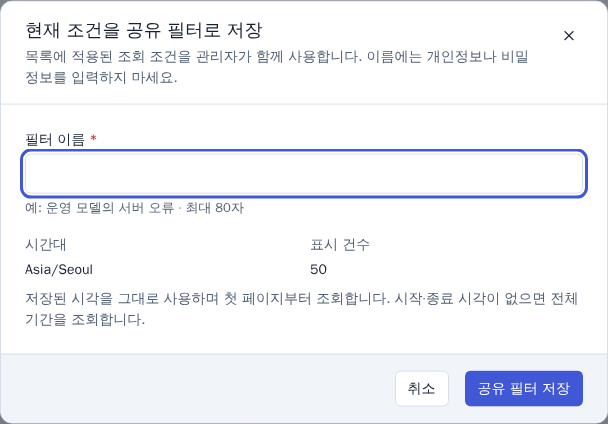 현재 조건을 공유 필터로 저장
목록에 적용된 조회 조건을 관리자가 함께 사용합니다. 이름에는 개인정보나 비밀
정보를 입력하지 마세요.
필터 이름 *
예: 운영 모델의 서버 오류 · 최대 80자
시간대
표시 건수
Asia/Seoul
50
저장된 시각을 그대로 사용하며 첫 페이지부터 조회합니다. 시작·종료 시각이 없으면 전체
기간을 조회합니다.
취소
공유 필터 저장